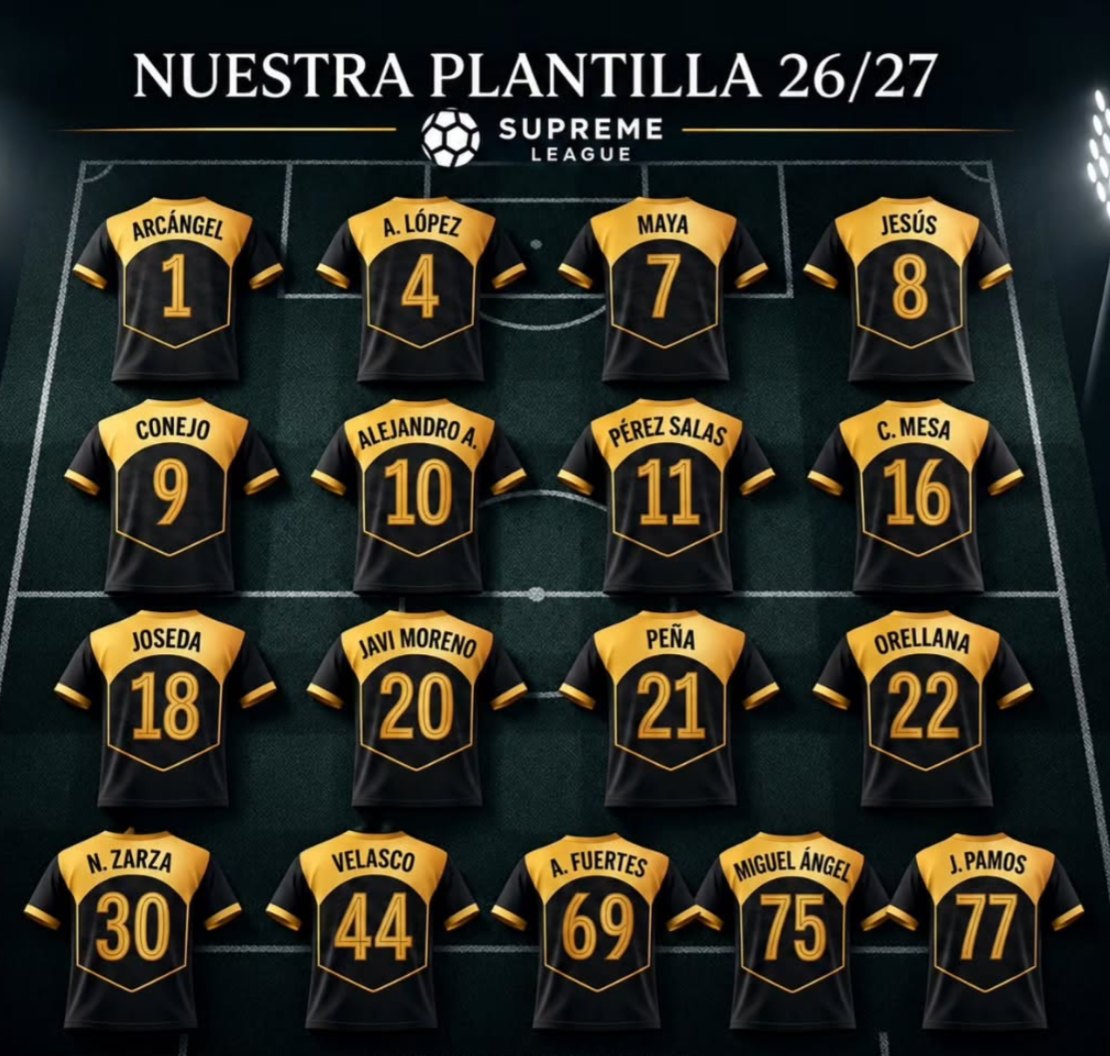 NUESTRA PLANTILLA 26/27
SUPREME
LEAGUE
ARCÁNGEL
1
A. LÓPEZ
4
MAYA
7
JESÚS
8
CONEJO
9
ALEJANDRO A.
10
PÉREZ SALAS
11
C. MESA
16
JOSEDA
18
JAVI MORENO
20
PEÑA
21
ORELLANA
22
N. ZARZA
30
VELASCO
44
A. FUERTES
69
MIGUEL ÁNGEL
75
J. PAMOS
77